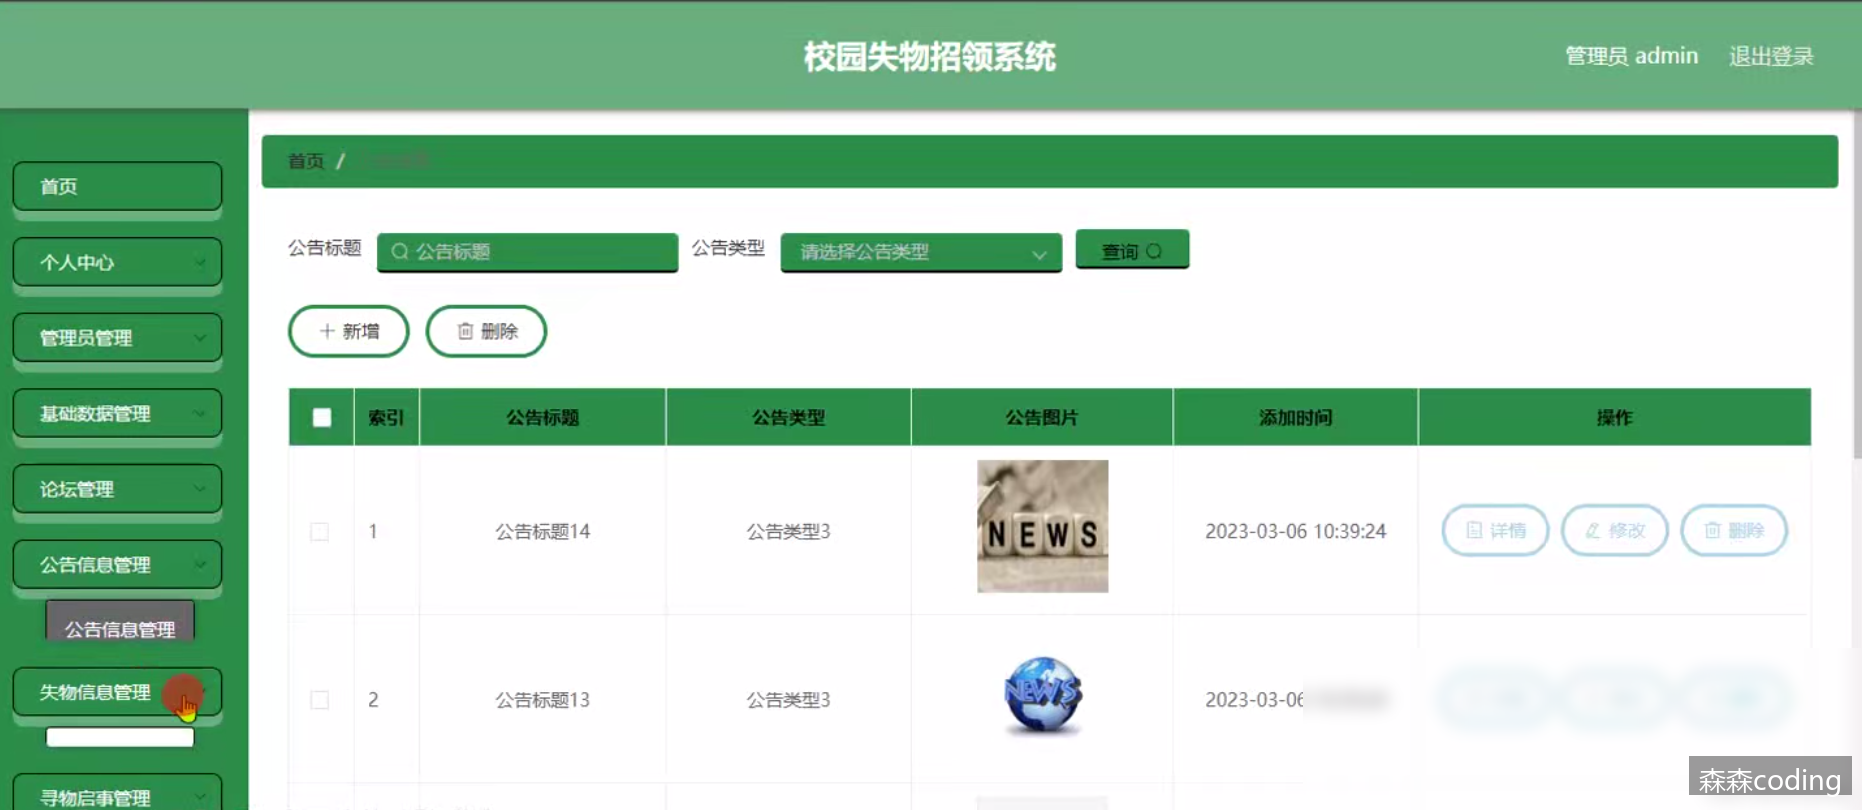 校园失物招领系统
管理员 admin 退出登录
首页
个人中心
管理员管理
基础数据管理
论坛管理
公告信息管理
公告信息管理
失物信息管理
寻物启事管理
首页 /
公告标题 公告标题 公告类型 请选择公告类型 查询
新增 删除
索引 公告标题 公告类型 公告图片 添加时间 操作
1 公告标题14 公告类型3 NEWS 2023-03-06 10:39:24 详情 修改 删除
2 公告标题13 公告类型3 NEWS 2023-03-06
森森coding